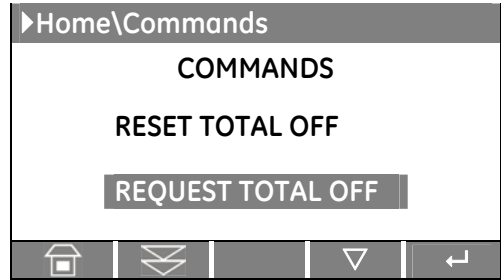 Home\Commands
COMMANDS
RESET TOTAL OFF
REQUEST TOTAL OFF